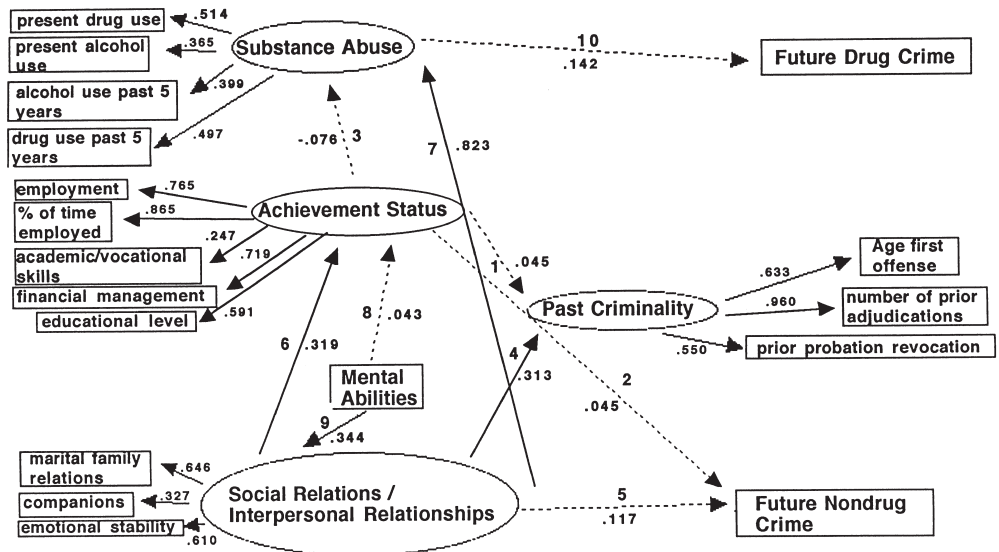 present drug use
.514
present alcohol
use
.365
Substance Abuse
10
.142
Future Drug Crime
alcohol use past 5
years
.399
drug use past 5
years
.497
-.076 3
7 .823
employment
.765
% of time
employed
.865
Achievement Status
academic/vocational
skills
.247
financial management
.719
educational level
.591
1 .045
Age first
offense
.633
Past Criminality
.960
number of prior
adjudications
.550
prior probation revocation
8 .043
6 .319
4
.313
2
.045
Mental
Abilities
9
.344
marital family
relations
.646
companions
.327
emotional stability
.610
Social Relations /
Interpersonal Relationships
5
.117
Future Nondrug
Crime